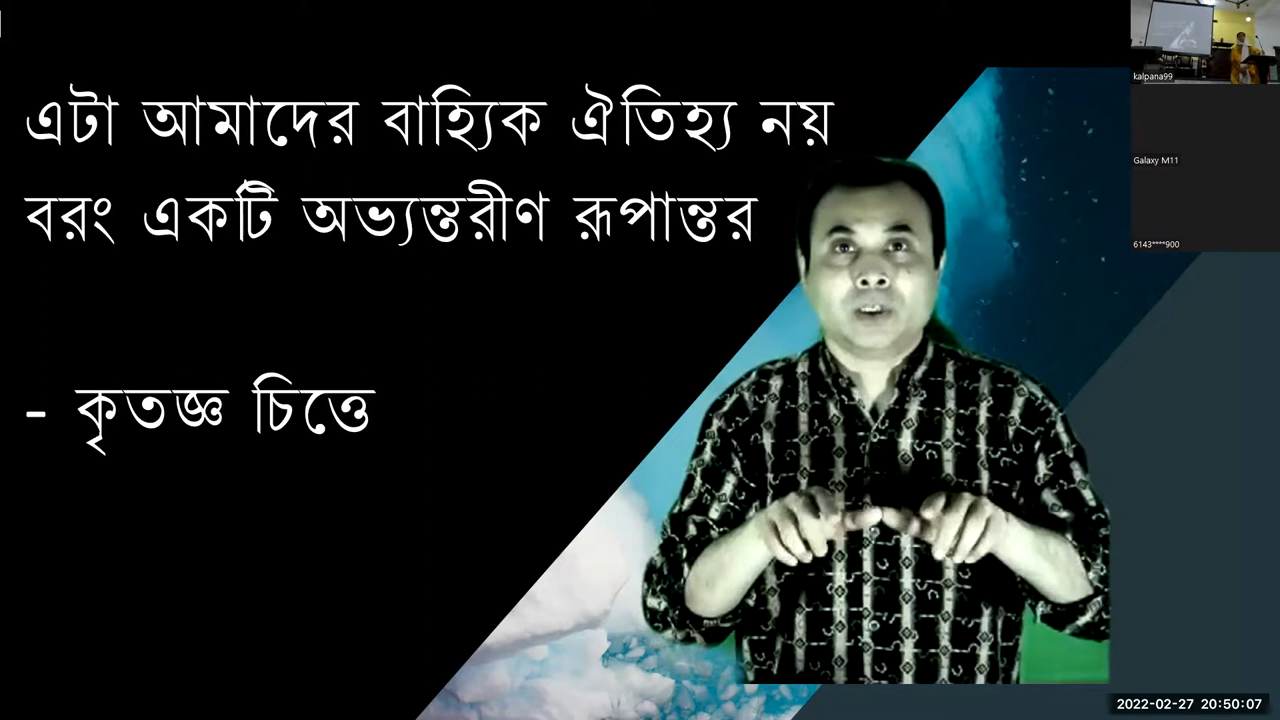 এটা আমাদের বাহ্যিক ঐতিহ্য নয়
বরং একটি অভ্যন্তরীণ রূপান্তর
- কৃতজ্ঞ চিত্তে
kalpana99
Galaxy M11
6143****900
2022-02-27 20:50:07